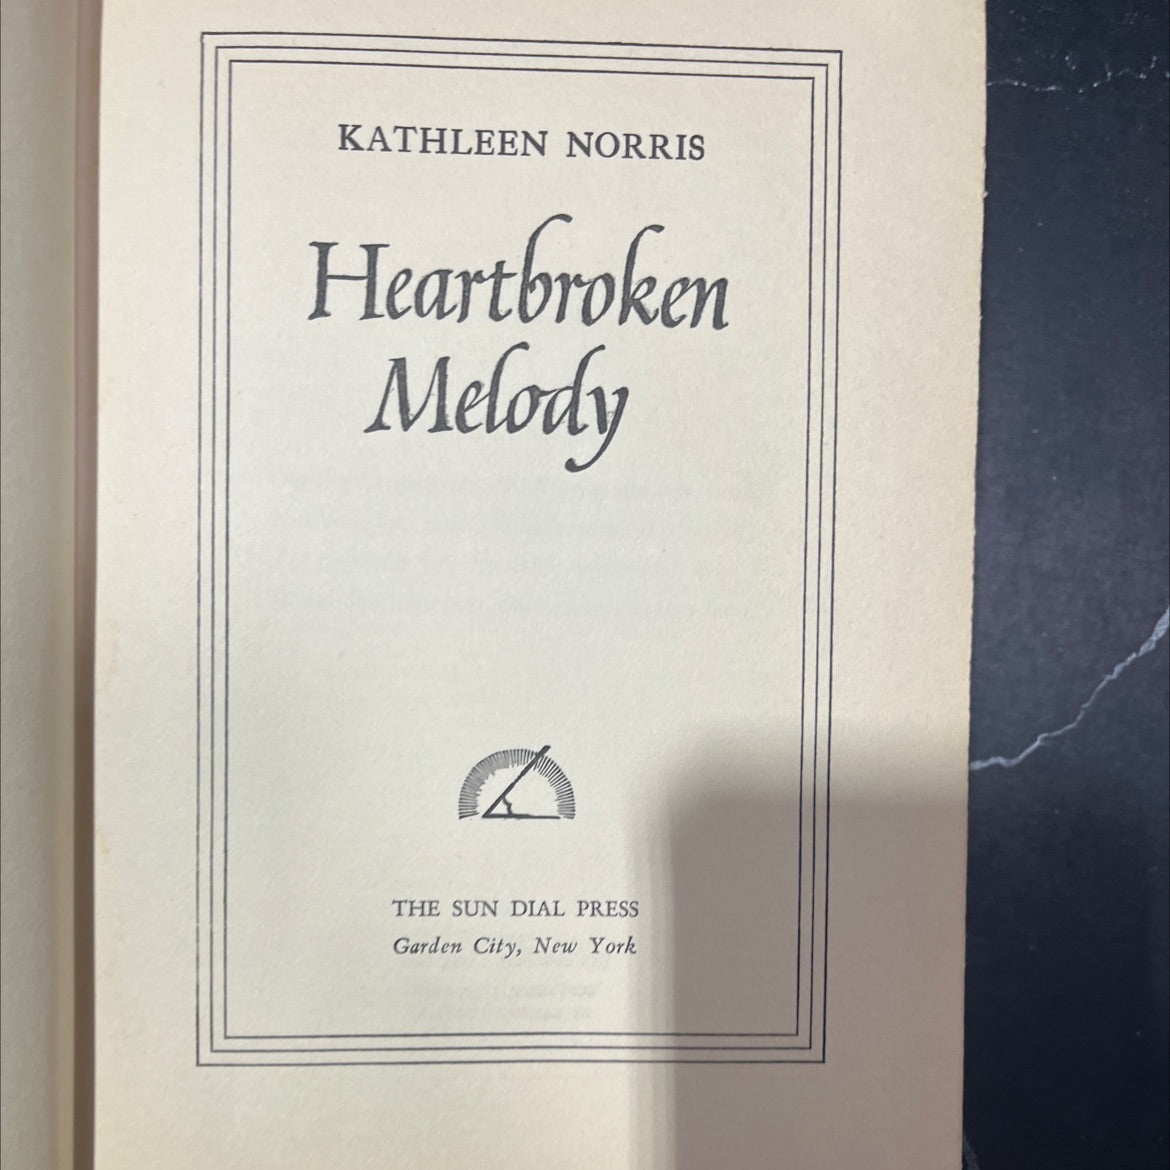 KATHLEEN NORRIS
Heartbroken
Melody
THE SUN DIAL PRESS
Garden City, New York